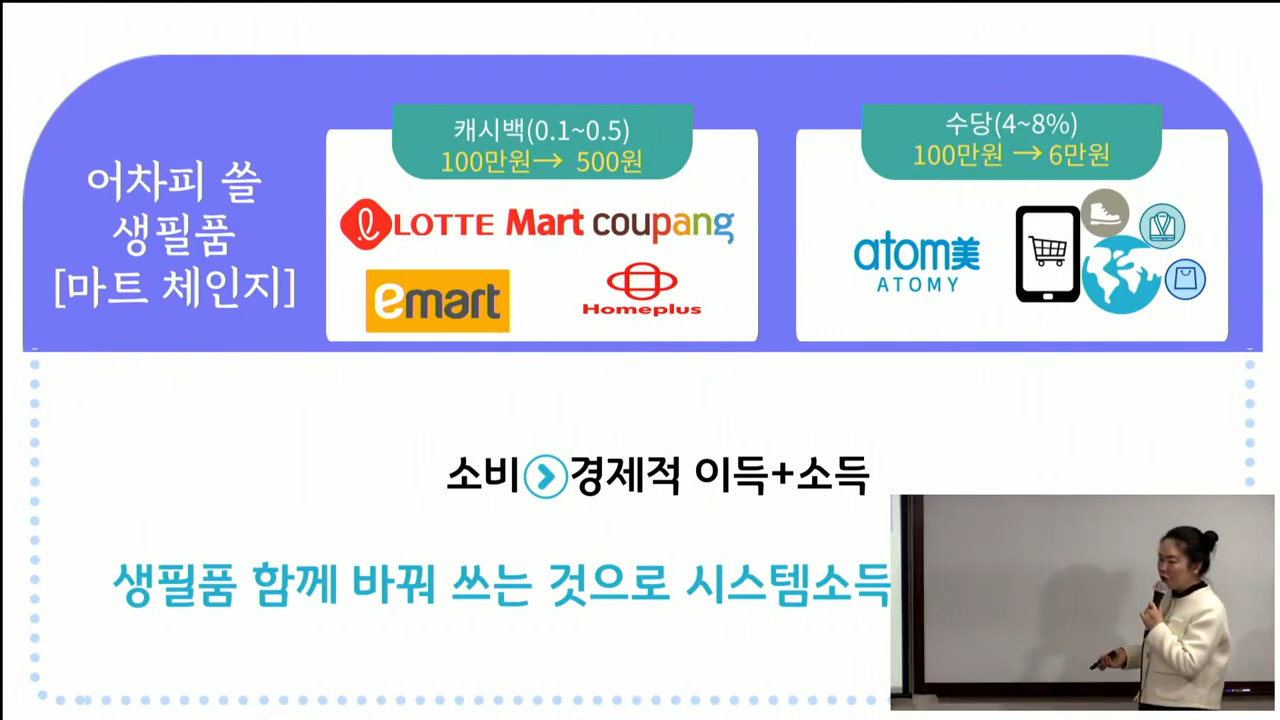 어차피 쓸
생필품
[마트 체인지]
캐시백(0.1~0.5)
100만원→ 500원
LOTTE Mart coupang
emart
Homeplus
수당(4~8%)
100만원 → 6만원
atom美
ATOMY
소비 > 경제적 이득+소득
생필품 함께 바꿔 쓰는 것으로 시스템소득